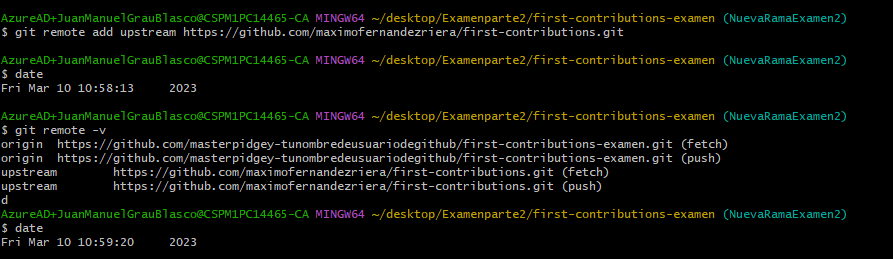 AzureAD+JuanManuelGrauBlasco@CSPM1PC14465-CA MINGW64 ~/desktop/Examenparte2/first-contributions-examen (NuevaRamaExamen2)
$ git remote add upstream https://github.com/maximofernandezriera/first-contributions.git
AzureAD+JuanManuelGrauBlasco@CSPM1PC14465-CA MINGW64 ~/desktop/Examenparte2/first-contributions-examen (NuevaRamaExamen2)
$ date
Fri Mar 10 10:58:13     2023
AzureAD+JuanManuelGrauBlasco@CSPM1PC14465-CA MINGW64 ~/desktop/Examenparte2/first-contributions-examen (NuevaRamaExamen2)
$ git remote -v
origin  https://github.com/masterpidgey-tunombredeusuariodegithub/first-contributions-examen.git (fetch)
origin  https://github.com/masterpidgey-tunombredeusuariodegithub/first-contributions-examen.git (push)
upstream        https://github.com/maximofernandezriera/first-contributions.git (fetch)
upstream        https://github.com/maximofernandezriera/first-contributions.git (push)
d
AzureAD+JuanManuelGrauBlasco@CSPM1PC14465-CA MINGW64 ~/desktop/Examenparte2/first-contributions-examen (NuevaRamaExamen2)
$ date
Fri Mar 10 10:59:20     2023